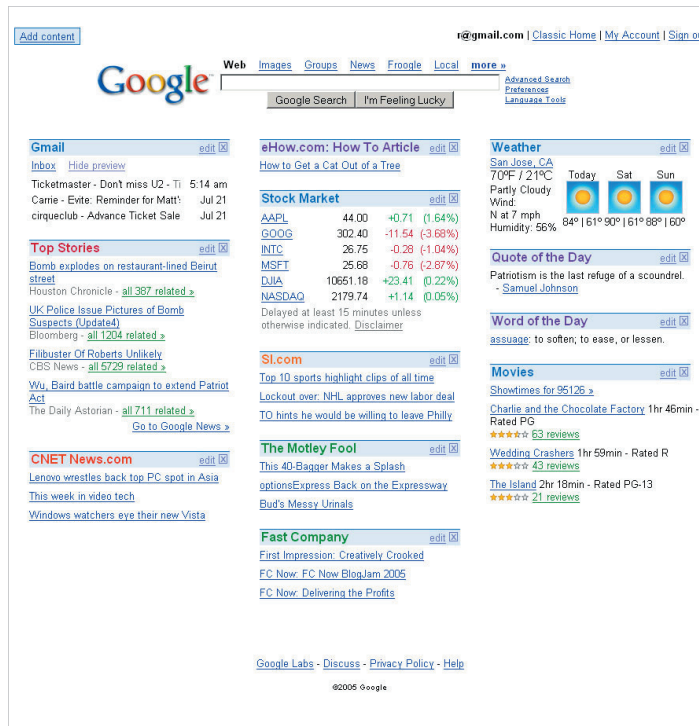 Add content
r@gmail.com | Classic Home | My Account | Sign ou
Google™
Web Images Groups News Froogle Local more »
Advanced Search
Preferences
Language Tools
Google Search I'm Feeling Lucky
Gmail edit X
Inbox Hide preview
Ticketmaster - Don't miss U2 - Ti 5:14 am
Carrie - Evite: Reminder for Matt': Jul 21
cirqueclub - Advance Ticket Sale Jul 21
Top Stories edit X
Bomb explodes on restaurant-lined Beirut
street
Houston Chronicle - all 387 related »
UK Police Issue Pictures of Bomb
Suspects (Update4)
Bloomberg - all 1204 related »
Filibuster Of Roberts Unlikely
CBS News - all 5729 related »
Wu, Baird battle campaign to extend Patriot
Act
The Daily Astorian - all 711 related »
Go to Google News »
CNET News.com edit X
Lenovo wrestles back top PC spot in Asia
This week in video tech
Windows watchers eye their new Vista
eHow.com: How To Article edit X
How to Get a Cat Out of a Tree
Stock Market edit X
AAPL 44.00 +0.71 (1.64%)
GOOG 302.40 -11.54 (-3.68%)
INTC 26.75 -0.28 (-1.04%)
MSFT 25.68 -0.76 (-2.87%)
DJIA 10651.18 +23.41 (0.22%)
NASDAQ 2179.74 +1.14 (0.05%)
Delayed at least 15 minutes unless
otherwise indicated. Disclaimer
SI.com edit X
Top 10 sports highlight clips of all time
Lockout over: NHL approves new labor deal
TO hints he would be willing to leave Philly
The Motley Fool edit X
This 40-Bagger Makes a Splash
optionsExpress Back on the Expressway
Bud's Messy Urinals
Fast Company edit X
First Impression: Creatively Crooked
FC Now: FC Now BlogJam 2005
FC Now: Delivering the Profits
Weather edit X
San Jose, CA
70°F / 21°C Today Sat Sun
Partly Cloudy
Wind:
N at 7 mph
Humidity: 56%
84° | 61° 90° | 61° 88° | 60°
Quote of the Day edit X
Patriotism is the last refuge of a scoundrel.
- Samuel Johnson
Word of the Day edit X
assuage: to soften; to ease, or lessen.
Movies edit X
Showtimes for 95126 »
Charlie and the Chocolate Factory 1hr 46min -
Rated PG
63 reviews
Wedding Crashers 1hr 59min - Rated R
43 reviews
The Island 2hr 18min - Rated PG-13
21 reviews
Google Labs - Discuss - Privacy Policy - Help
©2005 Google